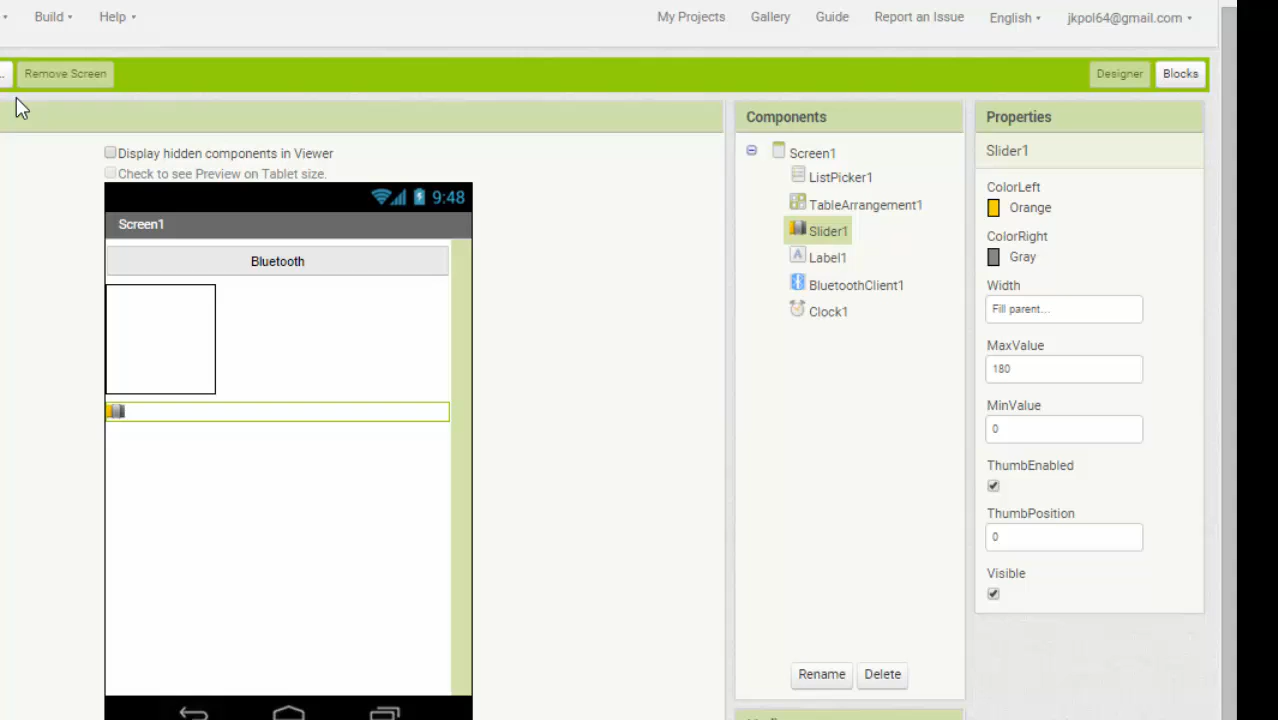 Build Help My Projects Gallery Guide Report an Issue English jkpol64@gmail.com
.. Remove Screen Designer Blocks
Components
Properties
Display hidden components in Viewer
Check to see Preview on Tablet size.
9:48
Screen1
Bluetooth
Screen1
ListPicker1
TableArrangement1
Slider1
Label1
BluetoothClient1
Clock1
Rename Delete
Slider1
ColorLeft
Orange
ColorRight
Gray
Width
Fill parent...
MaxValue
180
MinValue
0
ThumbEnabled
ThumbPosition
0
Visible